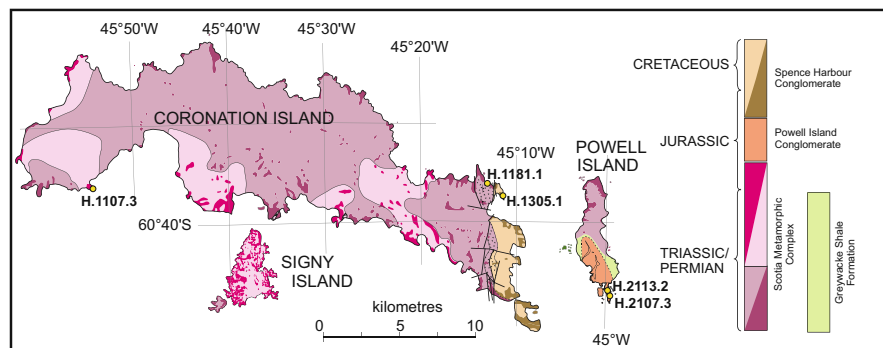 45°50'W
45°40'W
45°30'W
45°20'W
45°10'W
CORONATION ISLAND
POWELL
ISLAND
H.1107.3
H.1181.1
H.1305.1
60°40'S
SIGNY
ISLAND
H.2113.2
H.2107.3
45°W
kilometres
0 5 10
CRETACEOUS
JURASSIC
TRIASSIC/
PERMIAN
Spence Harbour
Conglomerate
Powell Island
Conglomerate
Scotia Metamorphic
Complex
Greywacke Shale
Formation